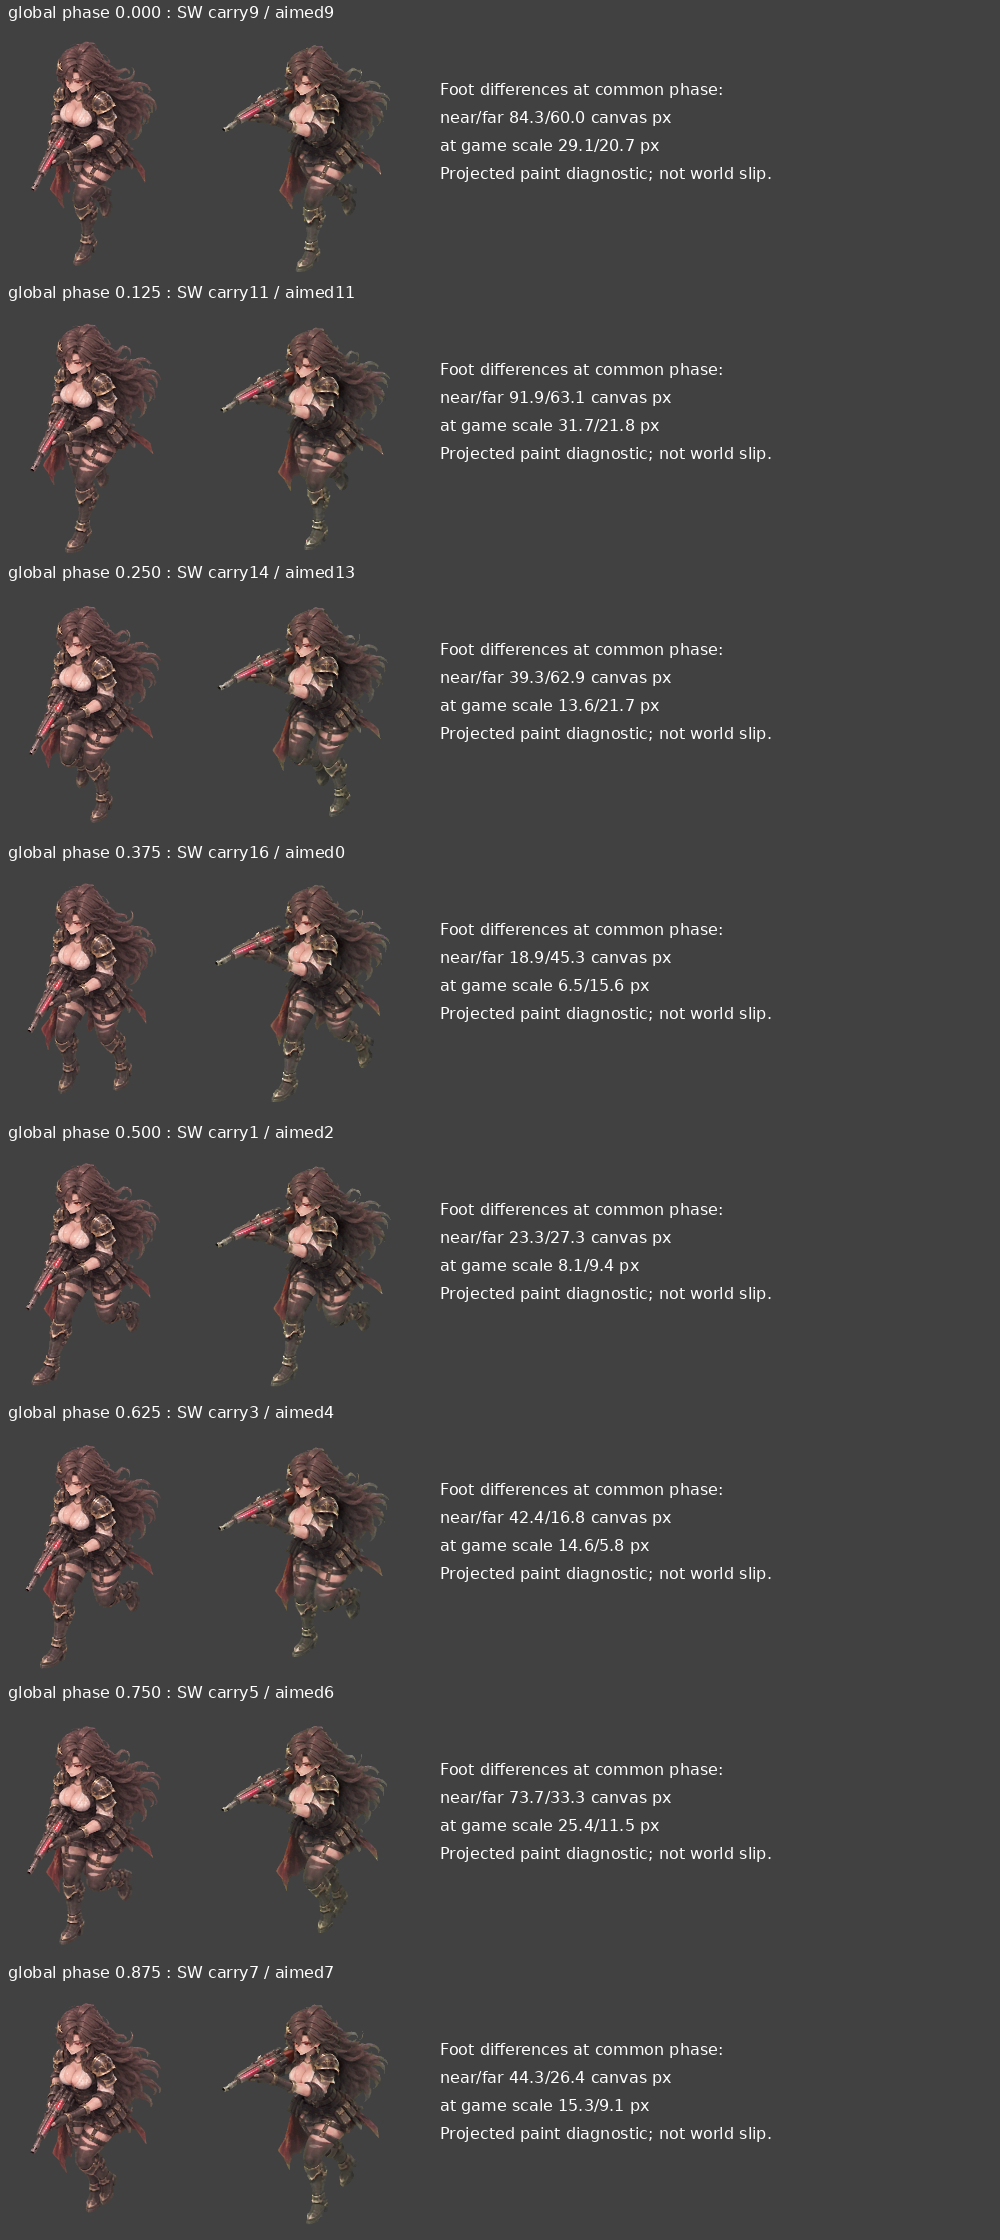 global phase 0.000 : SW carry9 / aimed9
Foot differences at common phase:
near/far 84.3/60.0 canvas px
at game scale 29.1/20.7 px
Projected paint diagnostic; not world slip.
global phase 0.125 : SW carry11 / aimed11
Foot differences at common phase:
near/far 91.9/63.1 canvas px
at game scale 31.7/21.8 px
Projected paint diagnostic; not world slip.
global phase 0.250 : SW carry14 / aimed13
Foot differences at common phase:
near/far 39.3/62.9 canvas px
at game scale 13.6/21.7 px
Projected paint diagnostic; not world slip.
global phase 0.375 : SW carry16 / aimed0
Foot differences at common phase:
near/far 18.9/45.3 canvas px
at game scale 6.5/15.6 px
Projected paint diagnostic; not world slip.
global phase 0.500 : SW carry1 / aimed2
Foot differences at common phase:
near/far 23.3/27.3 canvas px
at game scale 8.1/9.4 px
Projected paint diagnostic; not world slip.
global phase 0.625 : SW carry3 / aimed4
Foot differences at common phase:
near/far 42.4/16.8 canvas px
at game scale 14.6/5.8 px
Projected paint diagnostic; not world slip.
global phase 0.750 : SW carry5 / aimed6
Foot differences at common phase:
near/far 73.7/33.3 canvas px
at game scale 25.4/11.5 px
Projected paint diagnostic; not world slip.
global phase 0.875 : SW carry7 / aimed7
Foot differences at common phase:
near/far 44.3/26.4 canvas px
at game scale 15.3/9.1 px
Projected paint diagnostic; not world slip.